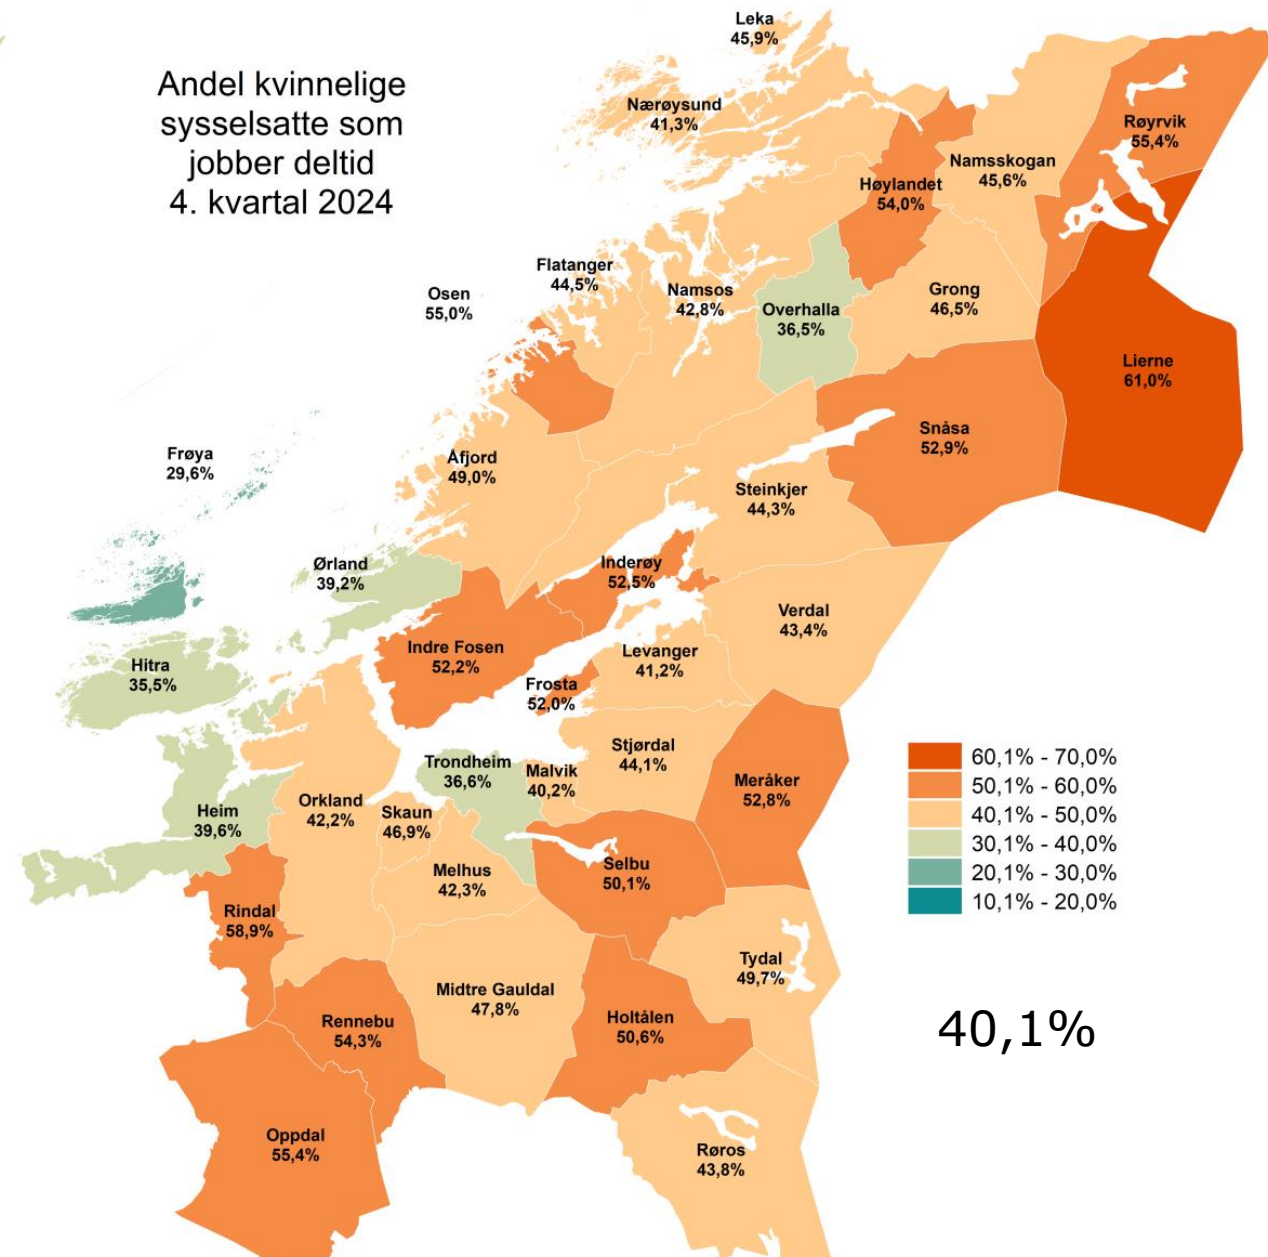 Andel kvinnelige
sysselsatte som
jobber deltid
4. kvartal 2024
Leka
45,9%
Nærøysund
41,3%
Røyrvik
55,4%
Namsskogan
45,6%
Høylandet
54,0%
Flatanger
44,5%
Osen
55,0%
Namsos
42,8%
Overhalla
36,5%
Grong
46,5%
Lierne
61,0%
Snåsa
52,9%
Frøya
29,6%
Åfjord
49,0%
Steinkjer
44,3%
Ørland
39,2%
Inderøy
52,5%
Verdal
43,4%
Indre Fosen
52,2%
Levanger
41,2%
Hitra
35,5%
Frosta
52,0%
Stjørdal
44,1%
Trondheim
36,6%
Malvik
40,2%
Meråker
52,8%
Orkland
42,2%
Skaun
46,9%
Heim
39,6%
Melhus
42,3%
Selbu
50,1%
Rindal
58,9%
Tydal
49,7%
Midtre Gauldal
47,8%
Rennebu
54,3%
Holtålen
50,6%
Oppdal
55,4%
Røros
43,8%
60,1% - 70,0%
50,1% - 60,0%
40,1% - 50,0%
30,1% - 40,0%
20,1% - 30,0%
10,1% - 20,0%
40,1%